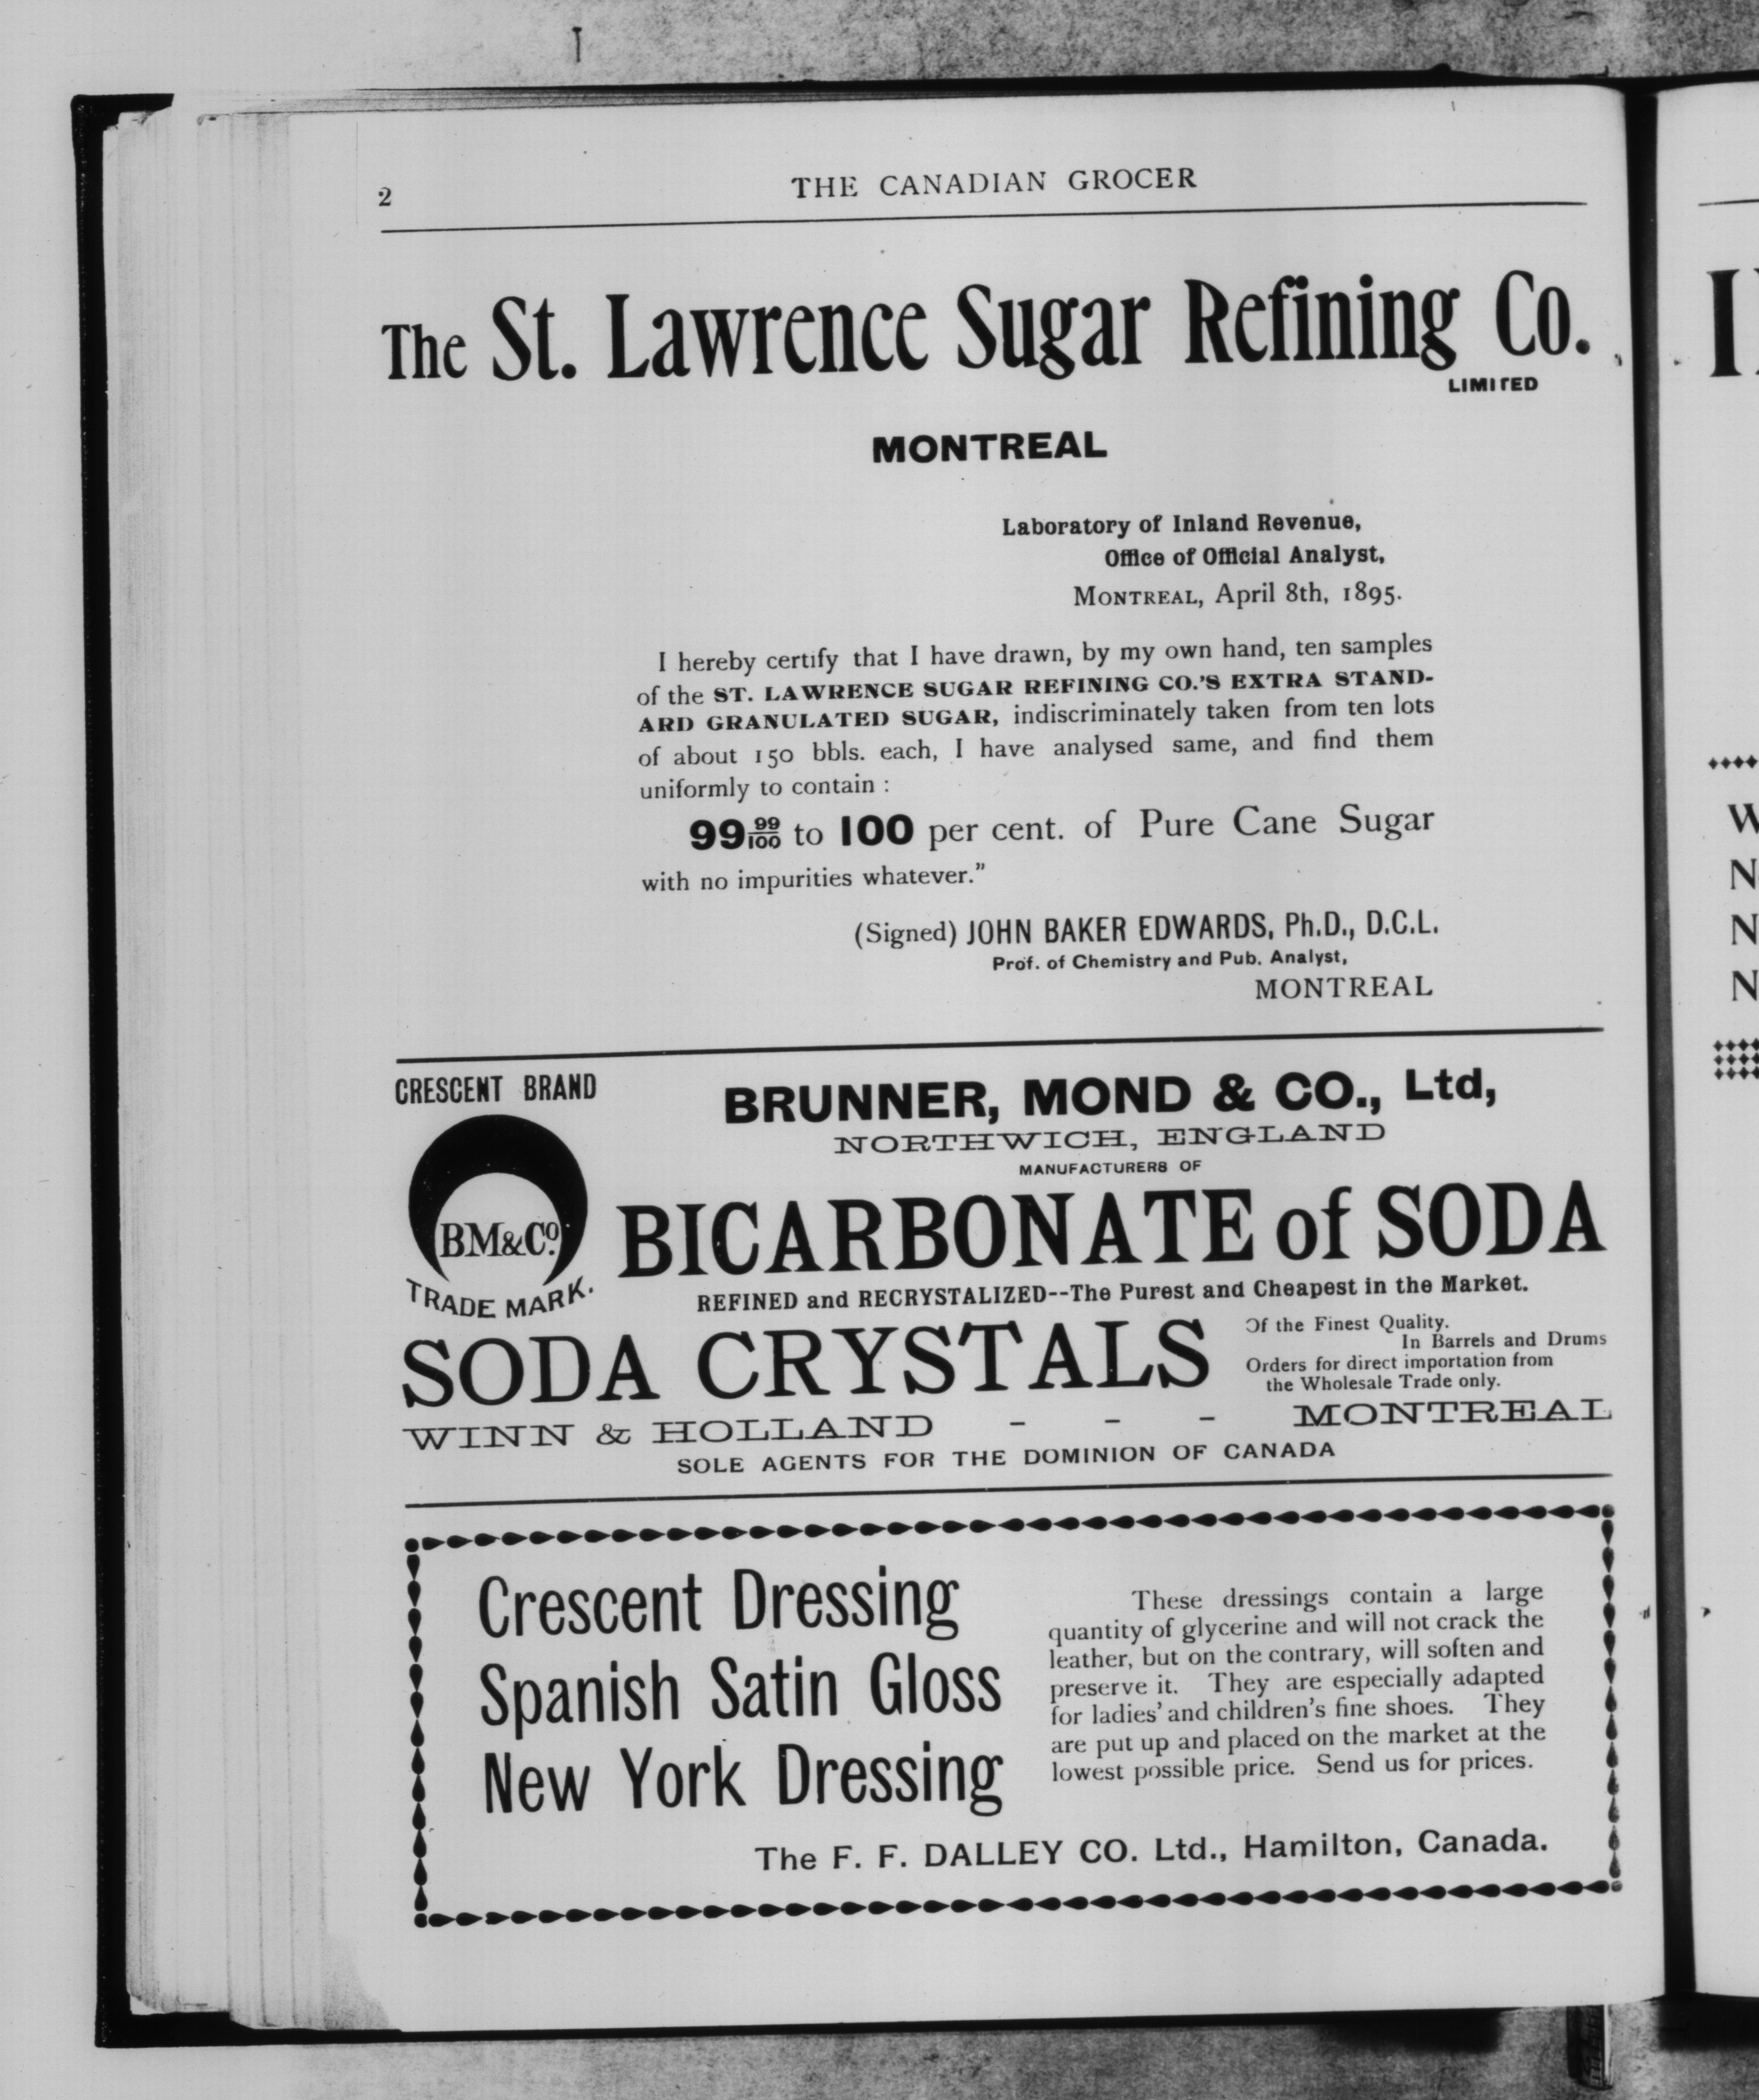 2
THE CANADIAN GROCER
The St. Lawrence Sugar Refining Co.
LIMITED
MONTREAL
Laboratory of Inland Revenue,
Office of Official Analyst,
MONTREAL, April 8th, 1895.
I hereby certify that I have drawn, by my own hand, ten samples
of the ST. LAWRENCE SUGAR REFINING CO.'S EXTRA STAND-
ARD GRANULATED SUGAR, indiscriminately taken from ten lots
of about 150 bbls. each, I have analysed same, and find them
uniformly to contain :
99 99/100 to 100 per cent. of Pure Cane Sugar
with no impurities whatever."
(Signed) JOHN BAKER EDWARDS, Ph.D., D.C.L.
Prof. of Chemistry and Pub. Analyst,
MONTREAL
CRESCENT BRAND
BM&Co.
TRADE MARK.
BRUNNER, MOND & CO., Ltd,
NORTHWICH, ENGLAND
MANUFACTURERS OF
BICARBONATE of SODA
REFINED and RECRYSTALIZED--The Purest and Cheapest in the Market.
SODA CRYSTALS
Of the Finest Quality.
In Barrels and Drums
Orders for direct importation from
the Wholesale Trade only.
WINN & HOLLAND - - - MONTREAL
SOLE AGENTS FOR THE DOMINION OF CANADA
Crescent Dressing
Spanish Satin Gloss
New York Dressing
These dressings contain a large
quantity of glycerine and will not crack the
leather, but on the contrary, will soften and
preserve it. They are especially adapted
for ladies' and children's fine shoes. They
are put up and placed on the market at the
lowest possible price. Send us for prices.
The F. F. DALLEY CO. Ltd., Hamilton, Canada.